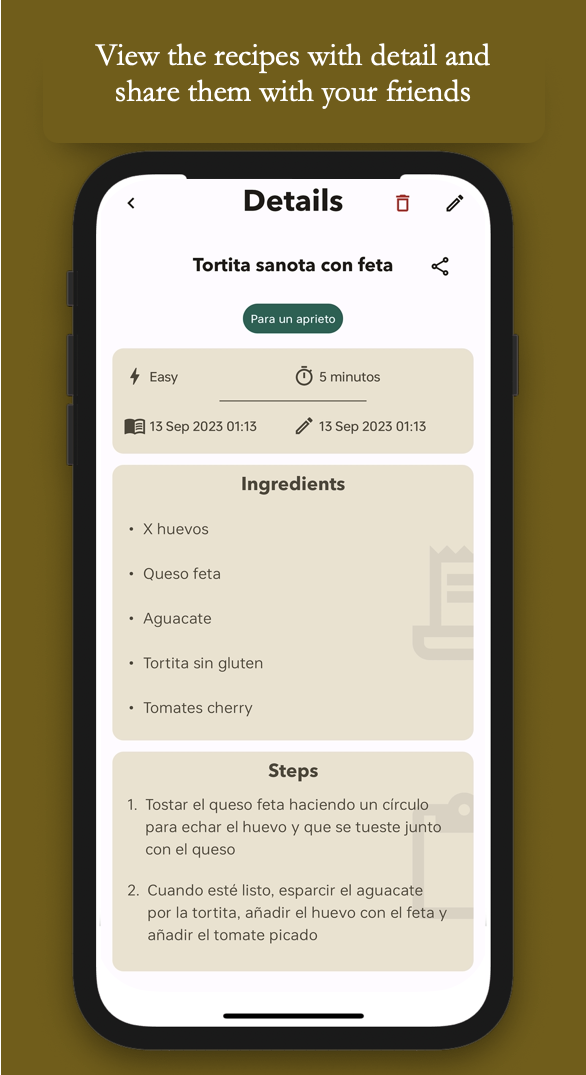 View the recipes with detail and
share them with your friends
Details
Tortita sanota con feta
Para un aprieto
Easy
5 minutos
13 Sep 2023 01:13
13 Sep 2023 01:13
Ingredients
• X huevos
• Queso feta
• Aguacate
• Tortita sin gluten
• Tomates cherry
Steps
1. Tostar el queso feta haciendo un círculo
para echar el huevo y que se tueste junto
con el queso
2. Cuando esté listo, esparcir el aguacate
por la tortita, añadir el huevo con el feta y
añadir el tomate picado